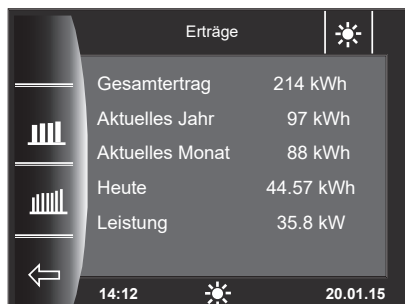 Erträge
Gesamtertrag 214 kWh
Aktuelles Jahr 97 kWh
Aktuelles Monat 88 kWh
Heute 44.57 kWh
Leistung 35.8 kW
14:12 20.01.15